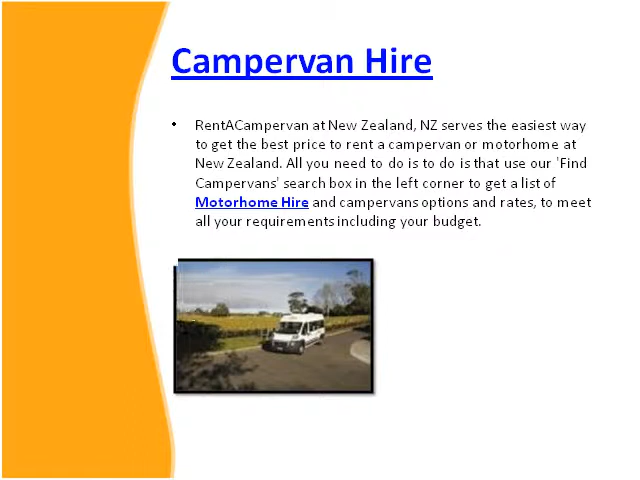 Campervan Hire
• RentACampervan at New Zealand, NZ serves the easiest way
to get the best price to rent a campervan or motorhome at
New Zealand. All you need to do is to do is that use our 'Find
Campervans' search box in the left corner to get a list of
Motorhome Hire and campervans options and rates, to meet
all your requirements including your budget.